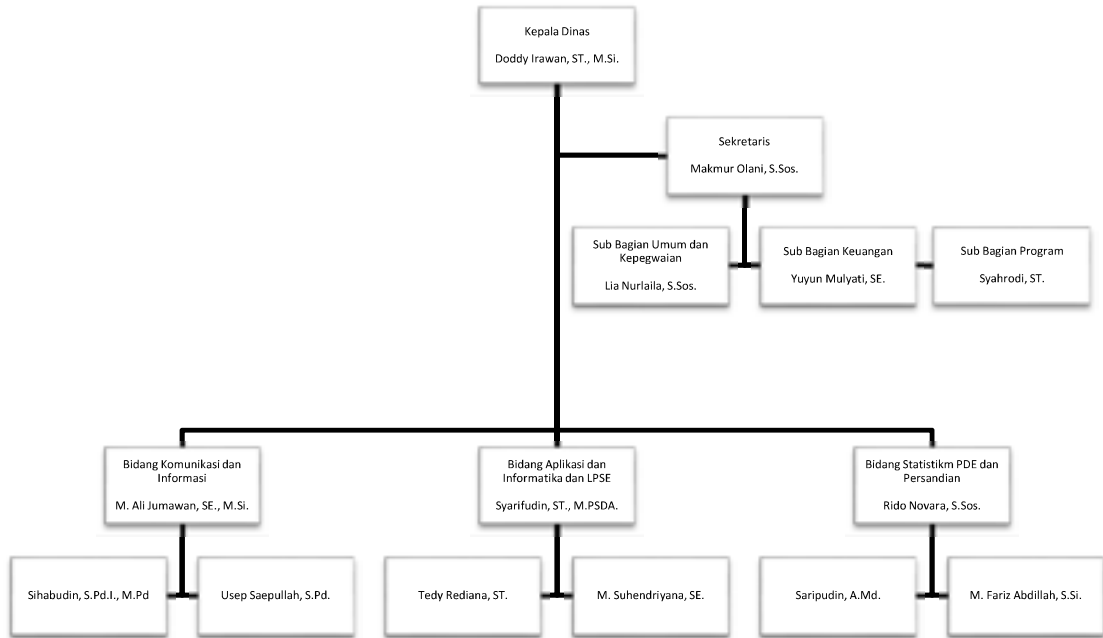 Kepala Dinas
Doddy Irawan, ST., M.Si.
Sekretaris
Makmur Olani, S.Sos.
Sub Bagian Umum dan
Kepegwaian
Lia Nurlaila, S.Sos.
Sub Bagian Keuangan
Yuyun Mulyati, SE.
Sub Bagian Program
Syahrodi, ST.
Bidang Komunikasi dan
Informasi
M. Ali Jumawan, SE., M.Si.
Bidang Aplikasi dan
Informatika dan LPSE
Syarifudin, ST., M.PSDA.
Bidang Statistikm PDE dan
Persandian
Rido Novara, S.Sos.
Sihabudin, S.Pd.I., M.Pd
Usep Saepullah, S.Pd.
Tedy Rediana, ST.
M. Suhendriyana, SE.
Saripudin, A.Md.
M. Fariz Abdillah, S.Si.